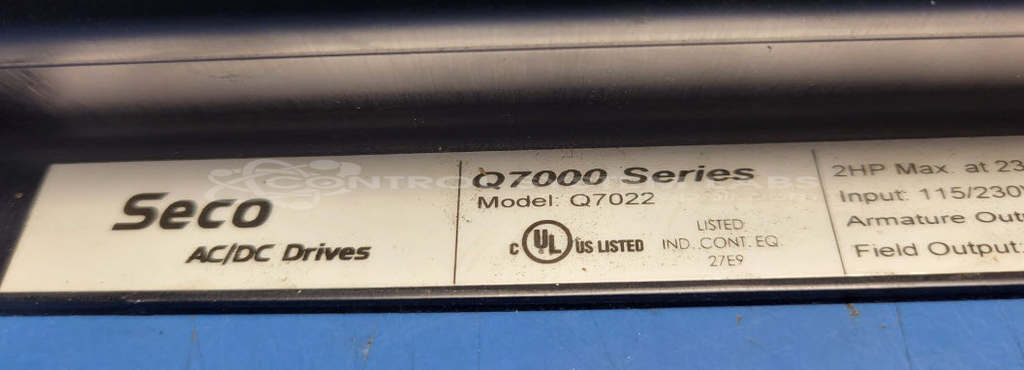 Seco
AC/DC Drives
Q7000 Series
Model: Q7022
c UL US LISTED
LISTED
IND. CONT. EQ.
27E9
2HP Max. at 23
Input: 115/230V
Armature Out
Field Output: